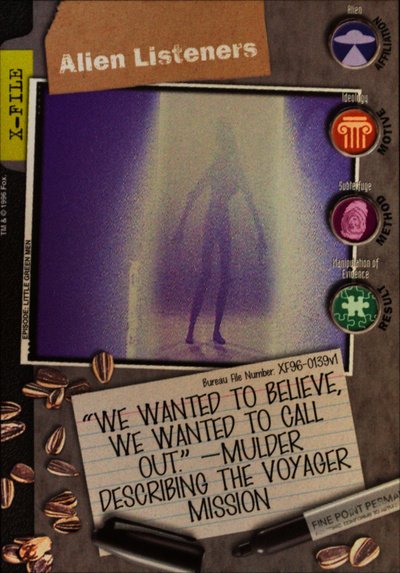 Alien Listeners
X-FILE
TM & © 1996 Fox.
EPISODE: LITTLE GREEN MEN
Alien
AFFILIATION
Ideology
MOTIVE
Subterfuge
METHOD
Manipulation of
Evidence
RESULT
Bureau File Number: XF96-0139v1
"WE WANTED TO BELIEVE,
WE WANTED TO CALL
OUT." —MULDER
DESCRIBING THE VOYAGER
MISSION
FINE POINT PERMA